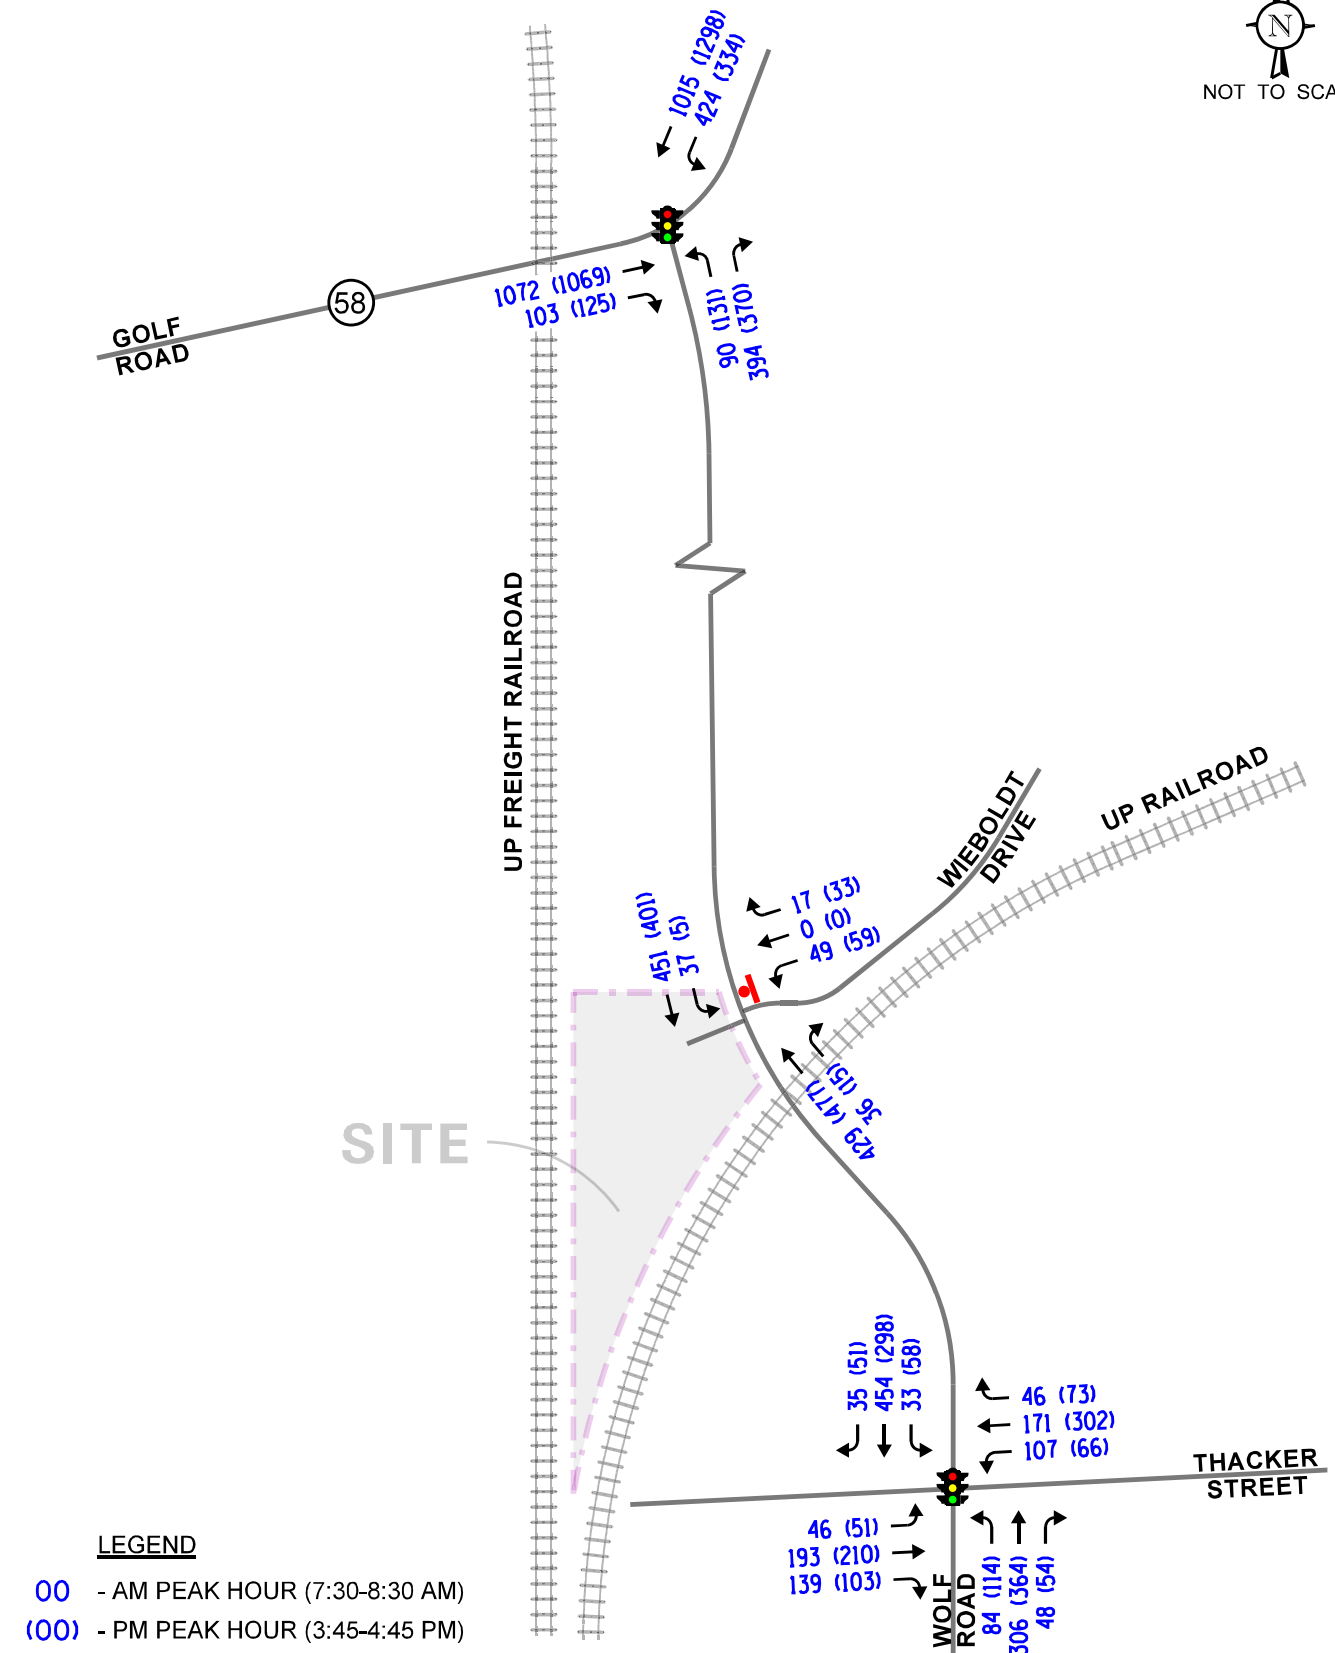 N
NOT TO SCA
1015 (1298)
424 (334)
1072 (1069)
103 (125)
90 (131)
394 (370)
58
GOLF
ROAD
UP FREIGHT RAILROAD
UP RAILROAD
WIEBOLDT
DRIVE
17 (33)
0 (0)
49 (59)
451 (401)
37 (5)
36 (15)
429 (477)
SITE
35 (51)
454 (298)
33 (58)
46 (73)
171 (302)
107 (66)
THACKER
STREET
46 (51)
193 (210)
139 (103)
WOLF
ROAD
84 (114)
306 (364)
48 (54)
LEGEND
00 - AM PEAK HOUR (7:30-8:30 AM)
(00) - PM PEAK HOUR (3:45-4:45 PM)